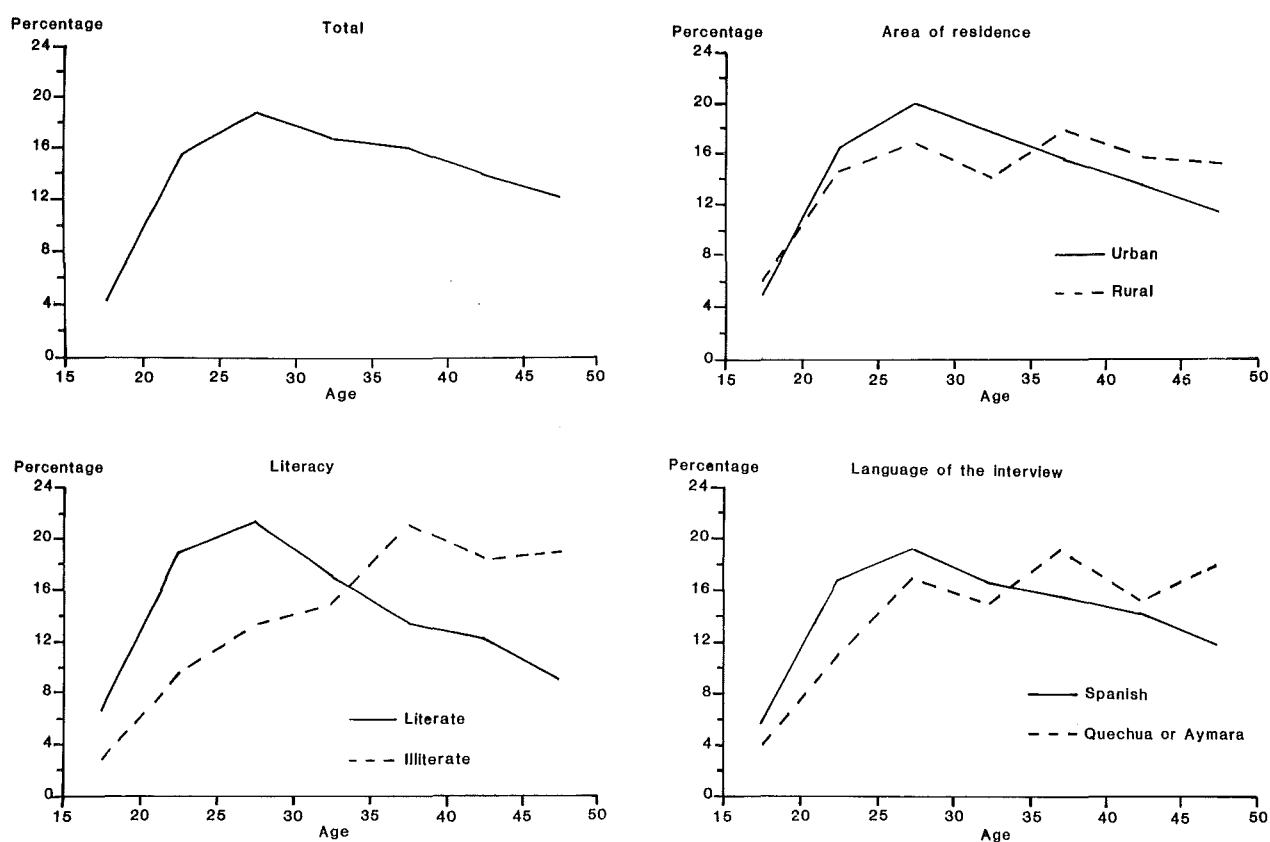 Percentage
Total
24
20
16
12
8
4
0
15 20 25 30 35 40 45 50
Age
Percentage
Area of residence
24
20
16
12
8
4
0
Urban
Rural
15 20 25 30 35 40 45 50
Age
Percentage
Literacy
24
20
16
12
8
4
0
Literate
Illiterate
15 20 25 30 35 40 45 50
Age
Percentage
Language of the interview
24
20
16
12
8
4
0
Spanish
Quechua or Aymara
15 20 25 30 35 40 45 50
Age